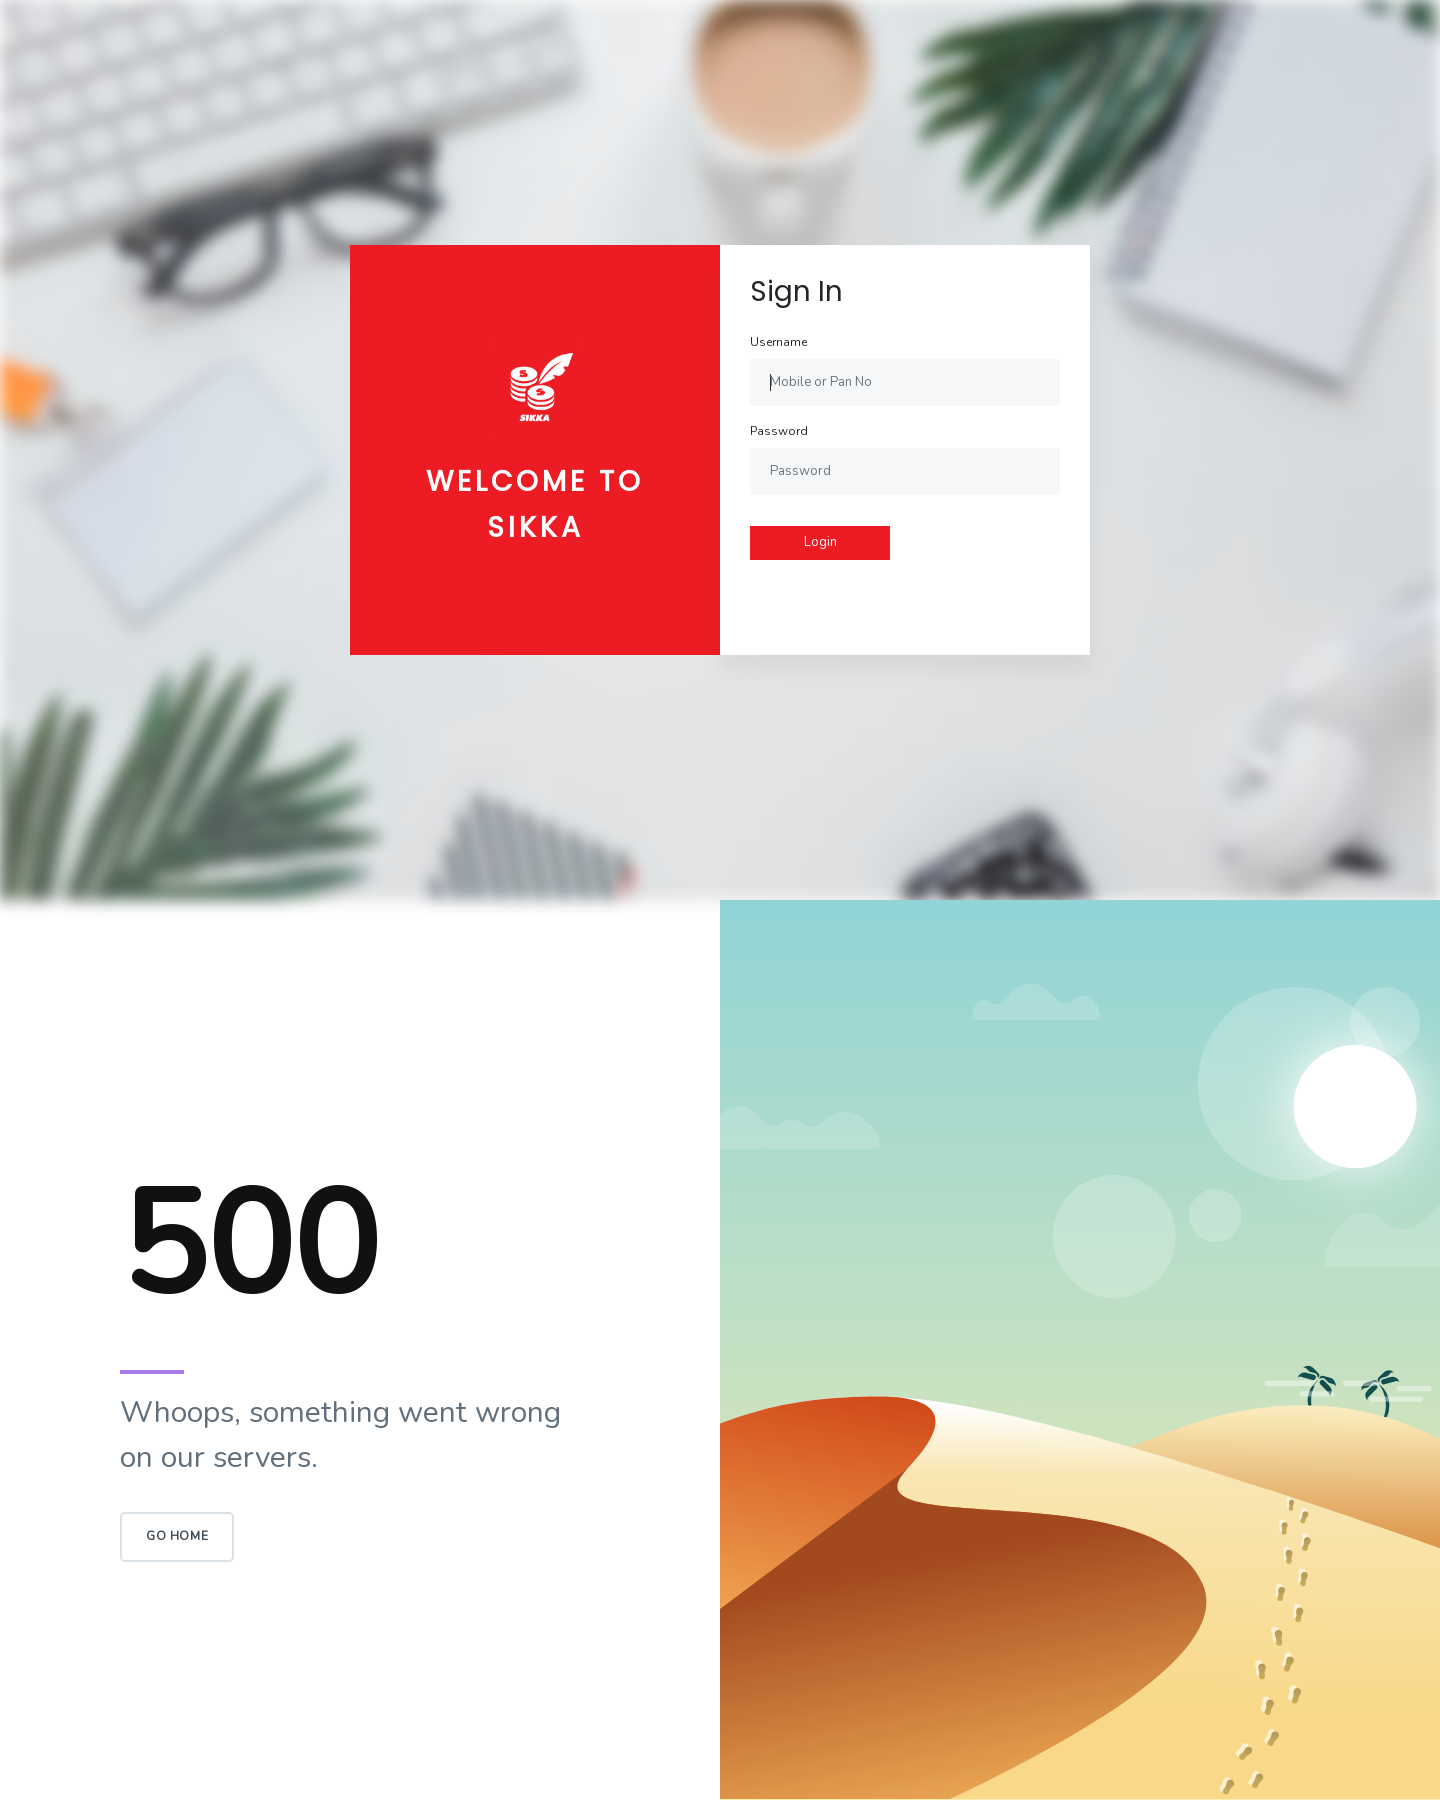 SIKKA
WELCOME TO
SIKKA
Sign In
Username
Mobile or Pan No
Password
Password
Login
500
Whoops, something went wrong
on our servers.
GO HOME